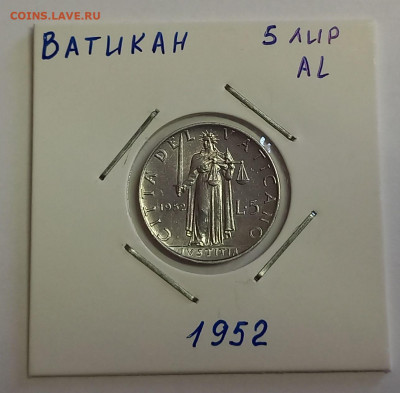 COINS.LAVE.RU
ВАТИКАН 5 лир
AL
CITTA DEL VATICANO
1952 L.5
IVSTITIA
1952